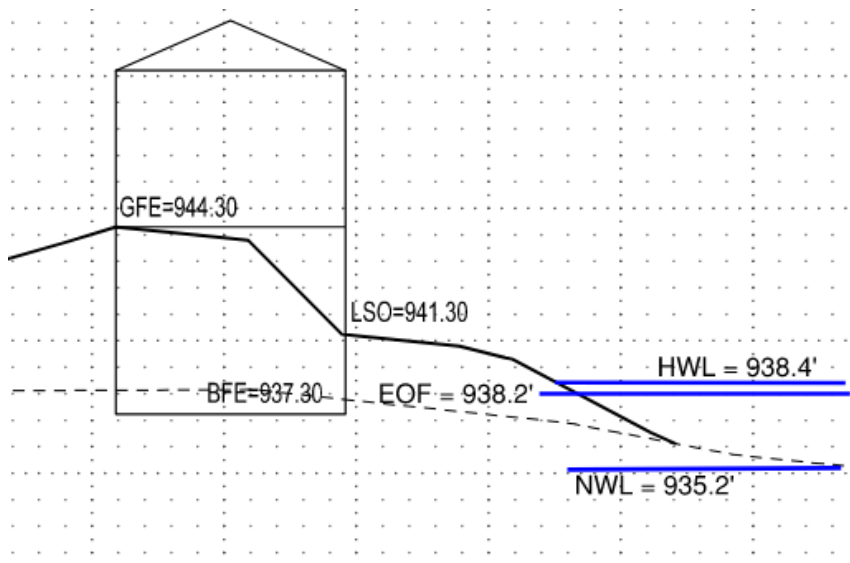 GFE=944.30
LSO=941.30
HWL = 938.4'
BFE=937.30
EOF = 938.2'
NWL = 935.2'